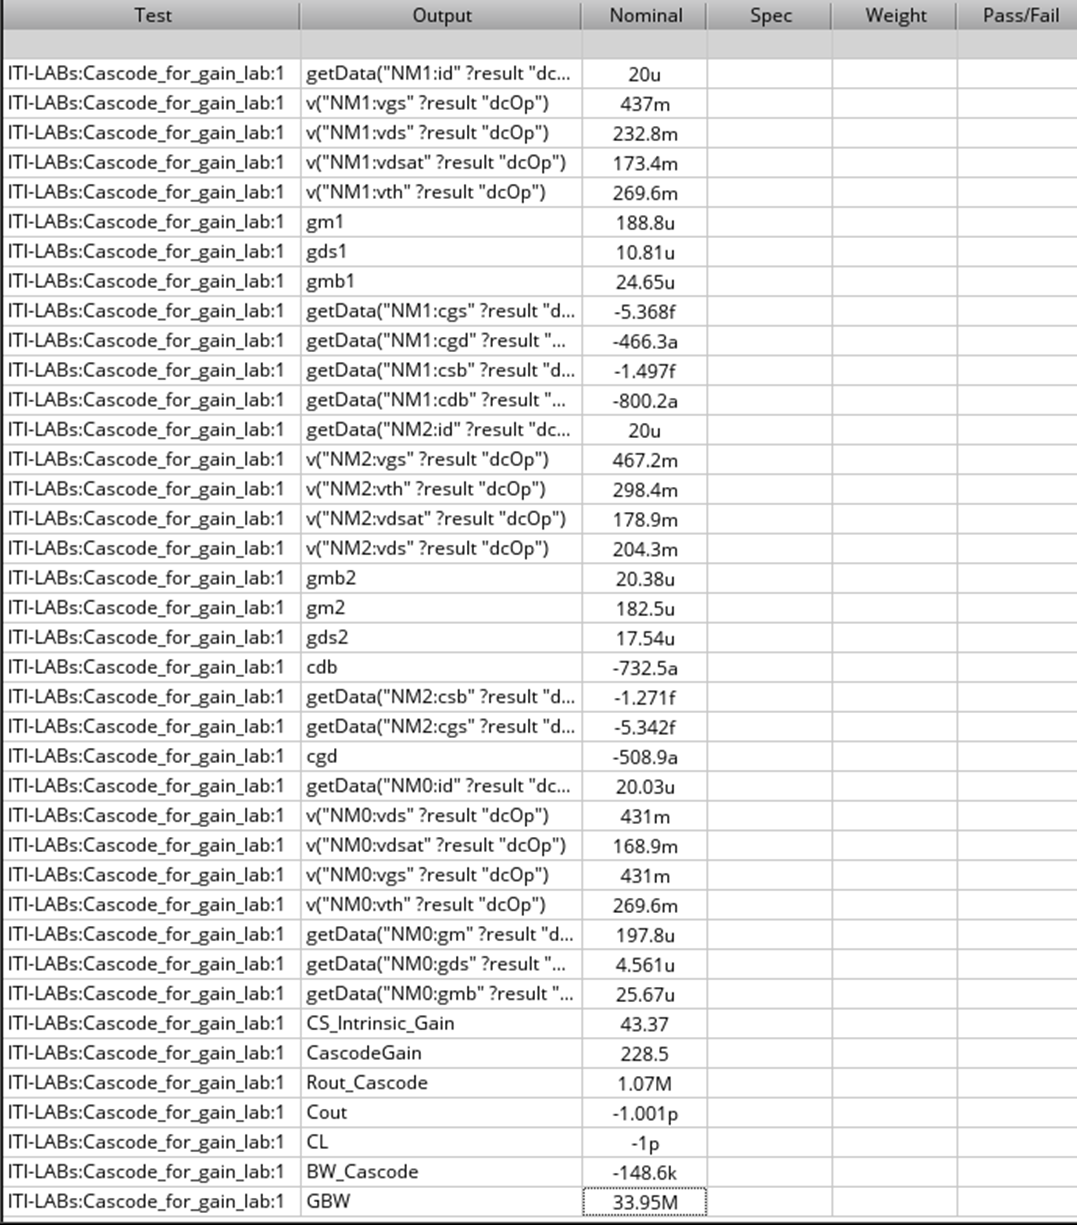 Test Output Nominal Spec Weight Pass/Fail
ITI-LABs:Cascode_for_gain_lab:1 getData("NM1:id" ?result "dc... 20u
ITI-LABs:Cascode_for_gain_lab:1 v("NM1:vgs" ?result "dcOp") 437m
ITI-LABs:Cascode_for_gain_lab:1 v("NM1:vds" ?result "dcOp") 232.8m
ITI-LABs:Cascode_for_gain_lab:1 v("NM1:vdsat" ?result "dcOp") 173.4m
ITI-LABs:Cascode_for_gain_lab:1 v("NM1:vth" ?result "dcOp") 269.6m
ITI-LABs:Cascode_for_gain_lab:1 gm1 188.8u
ITI-LABs:Cascode_for_gain_lab:1 gds1 10.81u
ITI-LABs:Cascode_for_gain_lab:1 gmb1 24.65u
ITI-LABs:Cascode_for_gain_lab:1 getData("NM1:cgs" ?result "d... -5.368f
ITI-LABs:Cascode_for_gain_lab:1 getData("NM1:cgd" ?result "... -466.3a
ITI-LABs:Cascode_for_gain_lab:1 getData("NM1:csb" ?result "d... -1.497f
ITI-LABs:Cascode_for_gain_lab:1 getData("NM1:cdb" ?result "... -800.2a
ITI-LABs:Cascode_for_gain_lab:1 getData("NM2:id" ?result "dc... 20u
ITI-LABs:Cascode_for_gain_lab:1 v("NM2:vgs" ?result "dcOp") 467.2m
ITI-LABs:Cascode_for_gain_lab:1 v("NM2:vth" ?result "dcOp") 298.4m
ITI-LABs:Cascode_for_gain_lab:1 v("NM2:vdsat" ?result "dcOp") 178.9m
ITI-LABs:Cascode_for_gain_lab:1 v("NM2:vds" ?result "dcOp") 204.3m
ITI-LABs:Cascode_for_gain_lab:1 gmb2 20.38u
ITI-LABs:Cascode_for_gain_lab:1 gm2 182.5u
ITI-LABs:Cascode_for_gain_lab:1 gds2 17.54u
ITI-LABs:Cascode_for_gain_lab:1 cdb -732.5a
ITI-LABs:Cascode_for_gain_lab:1 getData("NM2:csb" ?result "d... -1.271f
ITI-LABs:Cascode_for_gain_lab:1 getData("NM2:cgs" ?result "d... -5.342f
ITI-LABs:Cascode_for_gain_lab:1 cgd -508.9a
ITI-LABs:Cascode_for_gain_lab:1 getData("NM0:id" ?result "dc... 20.03u
ITI-LABs:Cascode_for_gain_lab:1 v("NM0:vds" ?result "dcOp") 431m
ITI-LABs:Cascode_for_gain_lab:1 v("NM0:vdsat" ?result "dcOp") 168.9m
ITI-LABs:Cascode_for_gain_lab:1 v("NM0:vgs" ?result "dcOp") 431m
ITI-LABs:Cascode_for_gain_lab:1 v("NM0:vth" ?result "dcOp") 269.6m
ITI-LABs:Cascode_for_gain_lab:1 getData("NM0:gm" ?result "d... 197.8u
ITI-LABs:Cascode_for_gain_lab:1 getData("NM0:gds" ?result "... 4.561u
ITI-LABs:Cascode_for_gain_lab:1 getData("NM0:gmb" ?result "... 25.67u
ITI-LABs:Cascode_for_gain_lab:1 CS_Intrinsic_Gain 43.37
ITI-LABs:Cascode_for_gain_lab:1 CascodeGain 228.5
ITI-LABs:Cascode_for_gain_lab:1 Rout_Cascode 1.07M
ITI-LABs:Cascode_for_gain_lab:1 Cout -1.001p
ITI-LABs:Cascode_for_gain_lab:1 CL -1p
ITI-LABs:Cascode_for_gain_lab:1 BW_Cascode -148.6k
ITI-LABs:Cascode_for_gain_lab:1 GBW 33.95M